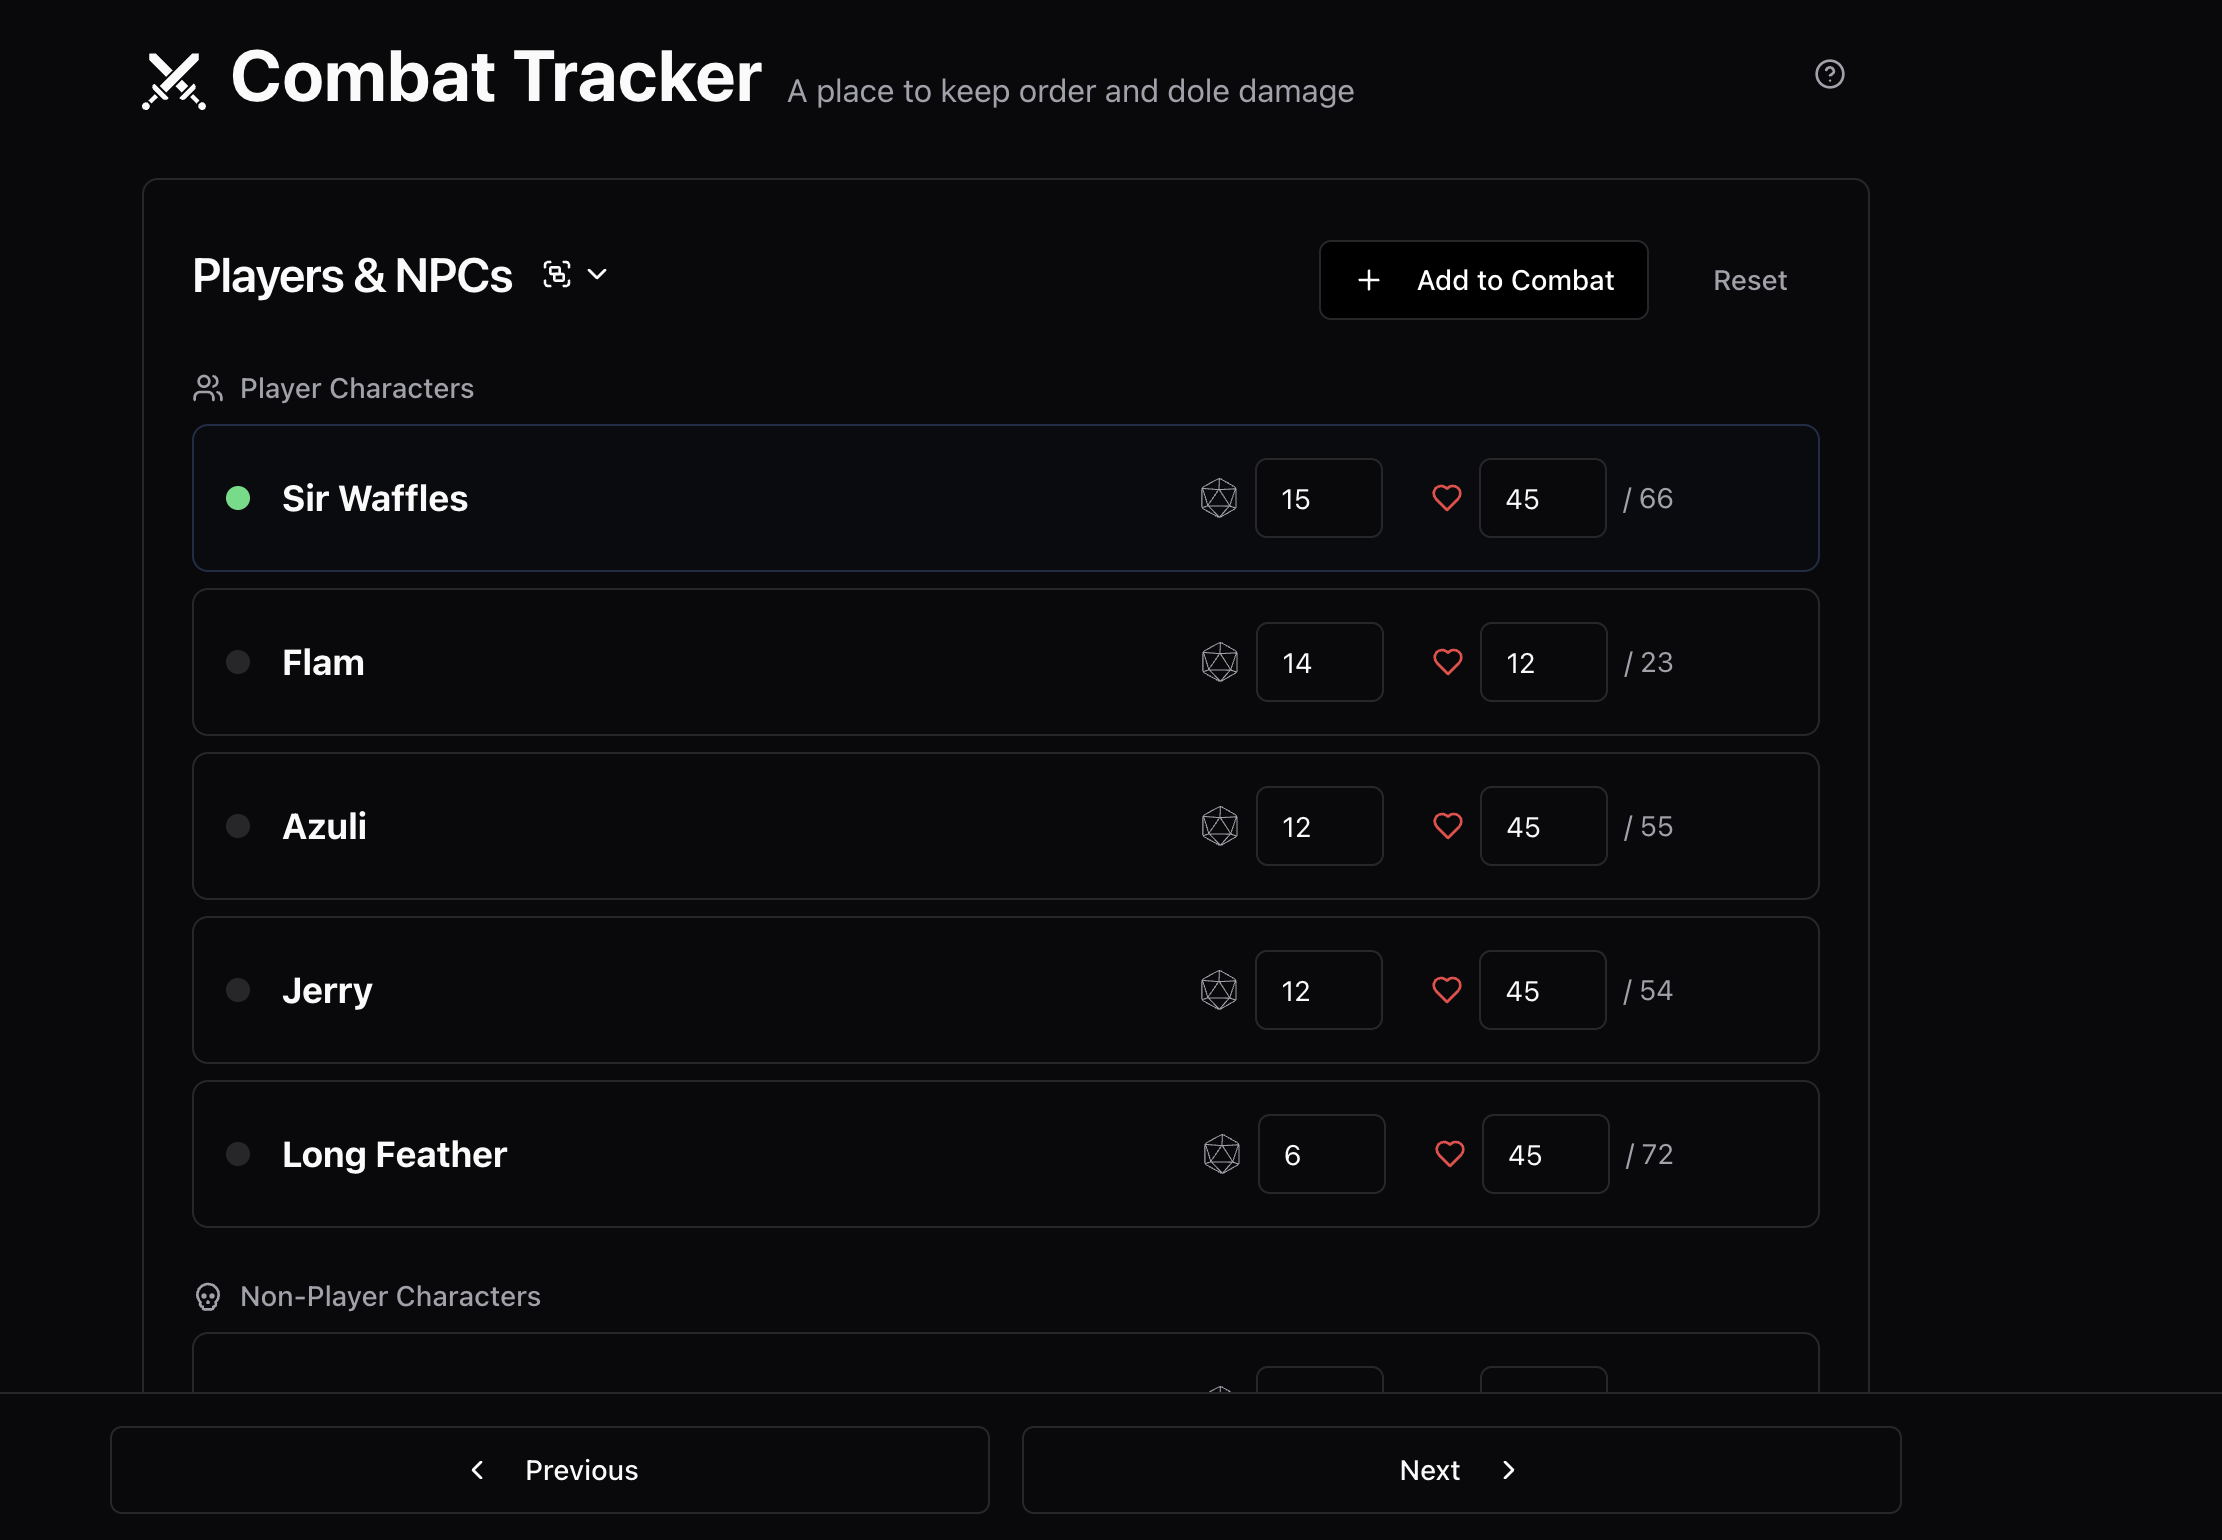 Combat Tracker A place to keep order and dole damage
Players & NPCs
+ Add to Combat Reset
Player Characters
Sir Waffles 15 45 / 66
Flam 14 12 / 23
Azuli 12 45 / 55
Jerry 12 45 / 54
Long Feather 6 45 / 72
Non-Player Characters
Previous Next